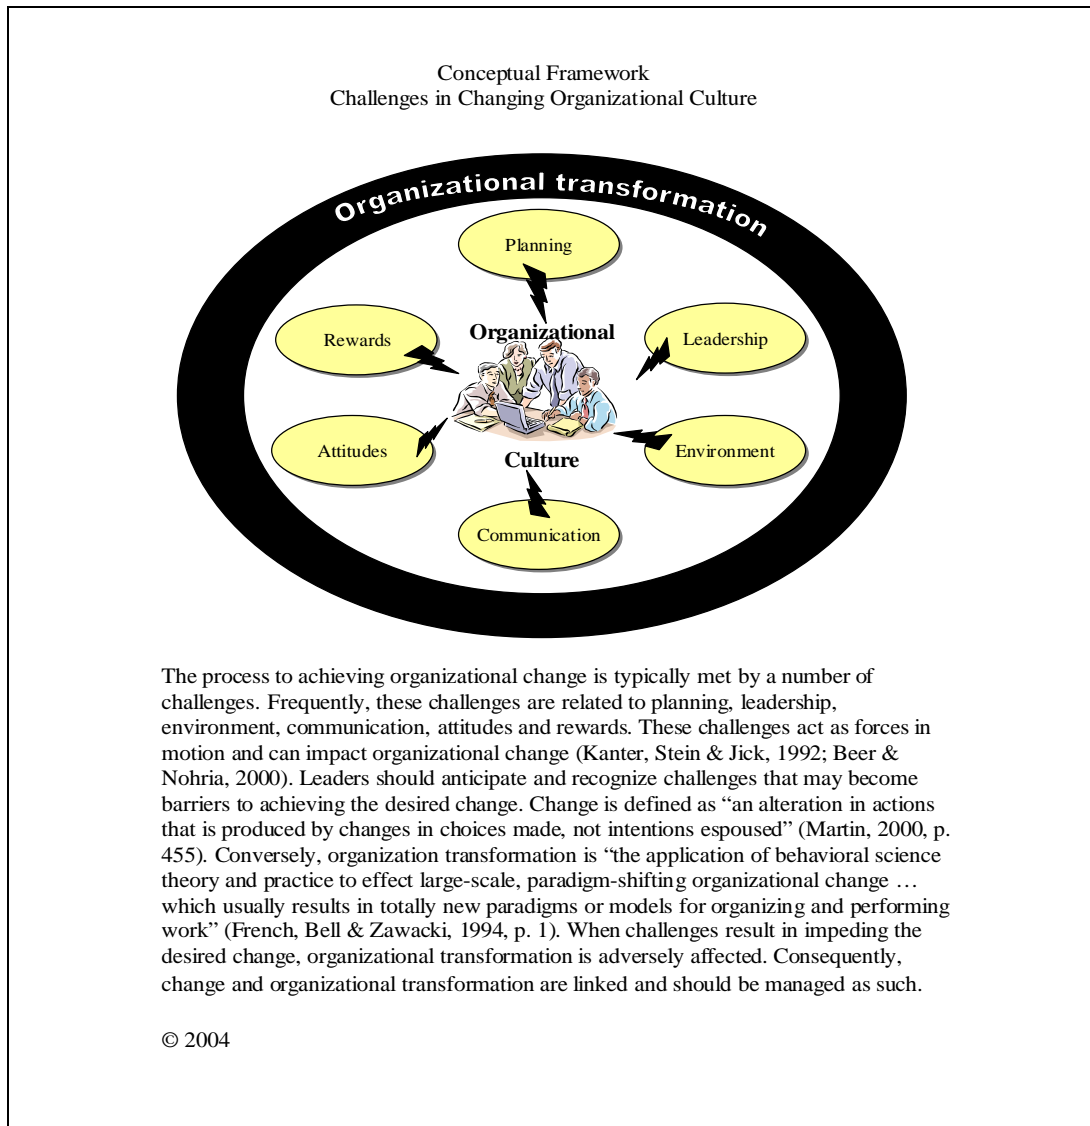 Conceptual Framework
Challenges in Changing Organizational Culture
Organizational transformation
Planning
Organizational
Rewards
Leadership
Attitudes
Environment
Culture
Communication
The process to achieving organizational change is typically met by a number of
challenges. Frequently, these challenges are related to planning, leadership,
environment, communication, attitudes and rewards. These challenges act as forces in
motion and can impact organizational change (Kanter, Stein & Jick, 1992; Beer &
Nohria, 2000). Leaders should anticipate and recognize challenges that may become
barriers to achieving the desired change. Change is defined as “an alteration in actions
that is produced by changes in choices made, not intentions espoused” (Martin, 2000, p.
455). Conversely, organization transformation is “the application of behavioral science
theory and practice to effect large-scale, paradigm-shifting organizational change …
which usually results in totally new paradigms or models for organizing and performing
work” (French, Bell & Zawacki, 1994, p. 1). When challenges result in impeding the
desired change, organizational transformation is adversely affected. Consequently,
change and organizational transformation are linked and should be managed as such.
© 2004